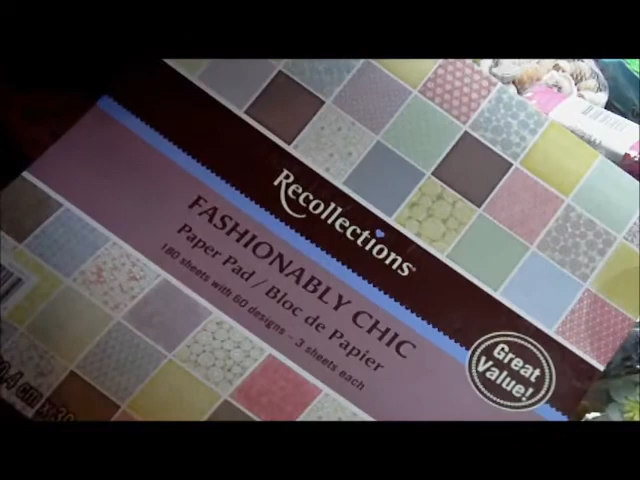 Recollections
FASHIONABLY CHIC
Paper Pad / Bloc de Papier
180 sheets with 60 designs - 3 sheets each
Great
Value!